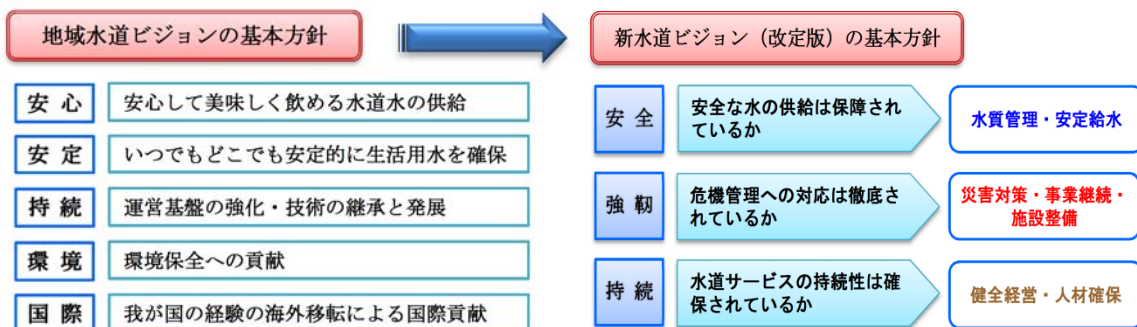 地域水道ビジョンの基本方針
安 心
安心して美味しく飲める水道水の供給
安 定
いつでもどこでも安定的に生活用水を確保
持 続
運営基盤の強化・技術の継承と発展
環 境
環境保全への貢献
国 際
我が国の経験の海外移転による国際貢献
新水道ビジョン（改定版）の基本方針
安 全
安全な水の供給は保障され
ているか
水質管理・安定給水
強 靭
危機管理への対応は徹底さ
れているか
災害対策・事業継続・
施設整備
持 続
水道サービスの持続性は確
保されているか
健全経営・人材確保